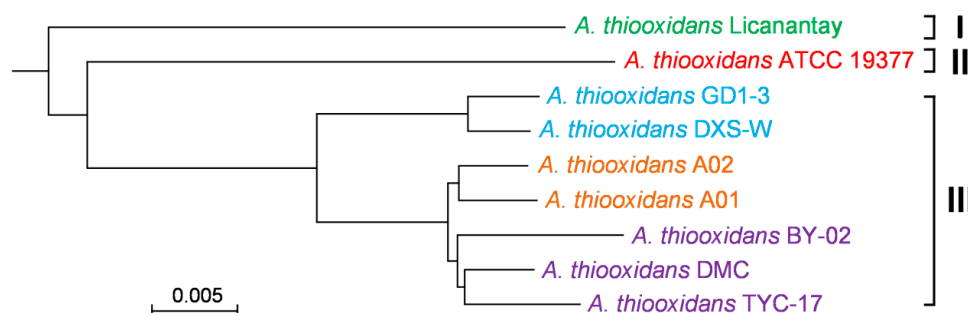 A. thiooxidans Licanantay I
A. thiooxidans ATCC 19377 II
A. thiooxidans GD1-3
A. thiooxidans DXS-W
A. thiooxidans A02
A. thiooxidans A01
III
A. thiooxidans BY-02
A. thiooxidans DMC
A. thiooxidans TYC-17
0.005